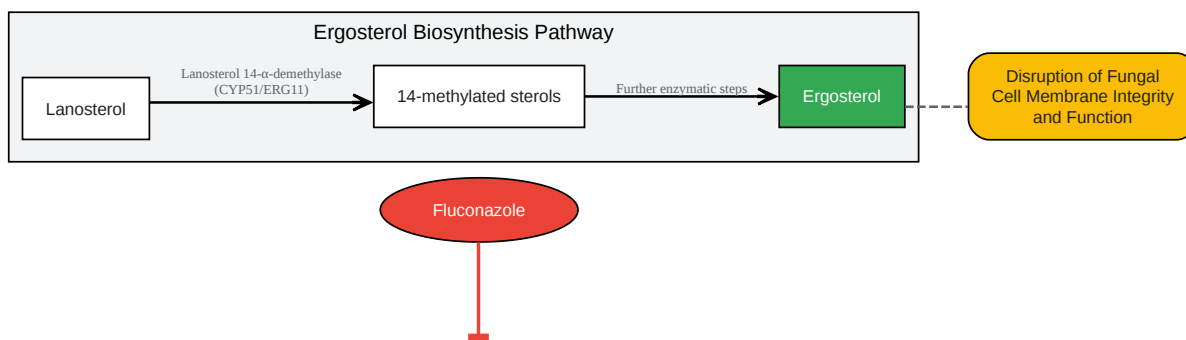 Ergosterol Biosynthesis Pathway
Lanosterol
Lanosterol 14-α-demethylase
(CYP51/ERG11)
14-methylated sterols
Further enzymatic steps
Ergosterol
Disruption of Fungal
Cell Membrane Integrity
and Function
Fluconazole